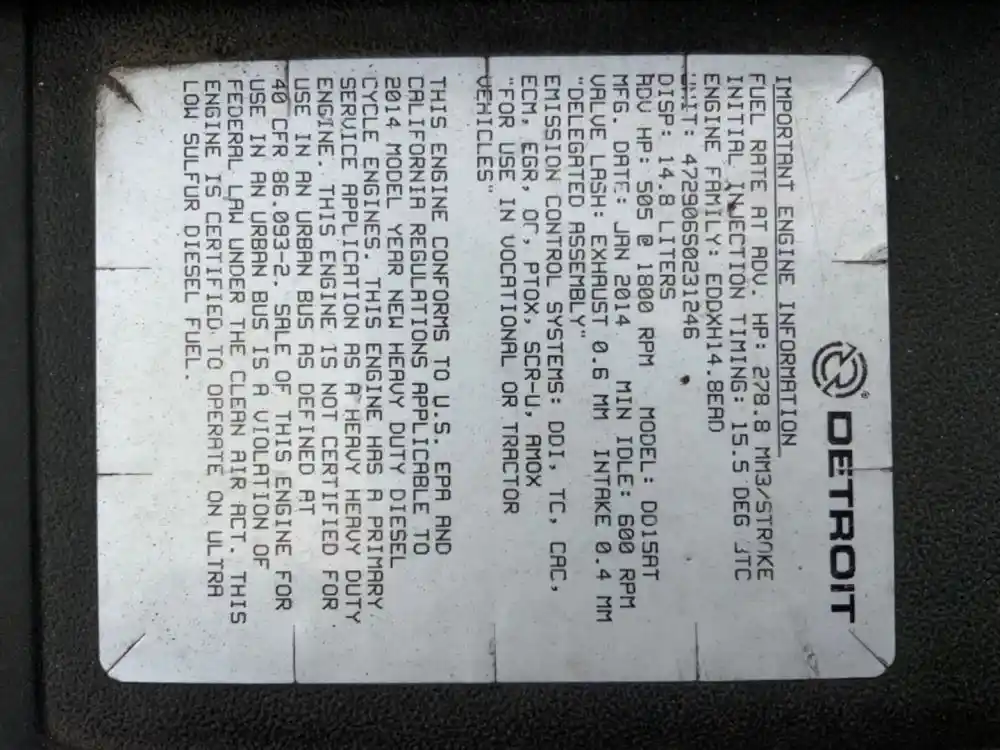 DETROIT®
IMPORTANT ENGINE INFORMATION
FUEL RATE AT ADV. HP: 278.8 MM3/STROKE
INITIAL INJECTION TIMING: 15.5 DEG BTC
ENGINE FAMILY: EDDXH14.8EAD
UNIT: 472906S0231246
DISP: 14.8 LITERS
ADV HP: 505 @ 1800 RPM MODEL: DD15AT
MFG. DATE: JAN 2014 MIN IDLE: 600 RPM
VALVE LASH: EXHAUST 0.6 MM INTAKE 0.4 MM
"DELEGATED ASSEMBLY"
EMISSION CONTROL SYSTEMS: DDI, TC, CAC,
ECM, EGR, OC, PTOX, SCR-U, AMOX
"FOR USE IN VOCATIONAL OR TRACTOR
VEHICLES"
THIS ENGINE CONFORMS TO U.S. EPA AND
CALIFORNIA REGULATIONS APPLICABLE TO
2014 MODEL YEAR NEW HEAVY DUTY DIESEL
CYCLE ENGINES. THIS ENGINE HAS A PRIMARY
SERVICE APPLICATION AS A HEAVY HEAVY DUTY
ENGINE. THIS ENGINE IS NOT CERTIFIED FOR
USE IN AN URBAN BUS AS DEFINED AT
40 CFR 86.093-2. SALE OF THIS ENGINE FOR
USE IN AN URBAN BUS IS A VIOLATION OF
FEDERAL LAW UNDER THE CLEAN AIR ACT. THIS
ENGINE IS CERTIFIED TO OPERATE ON ULTRA
LOW SULFUR DIESEL FUEL.